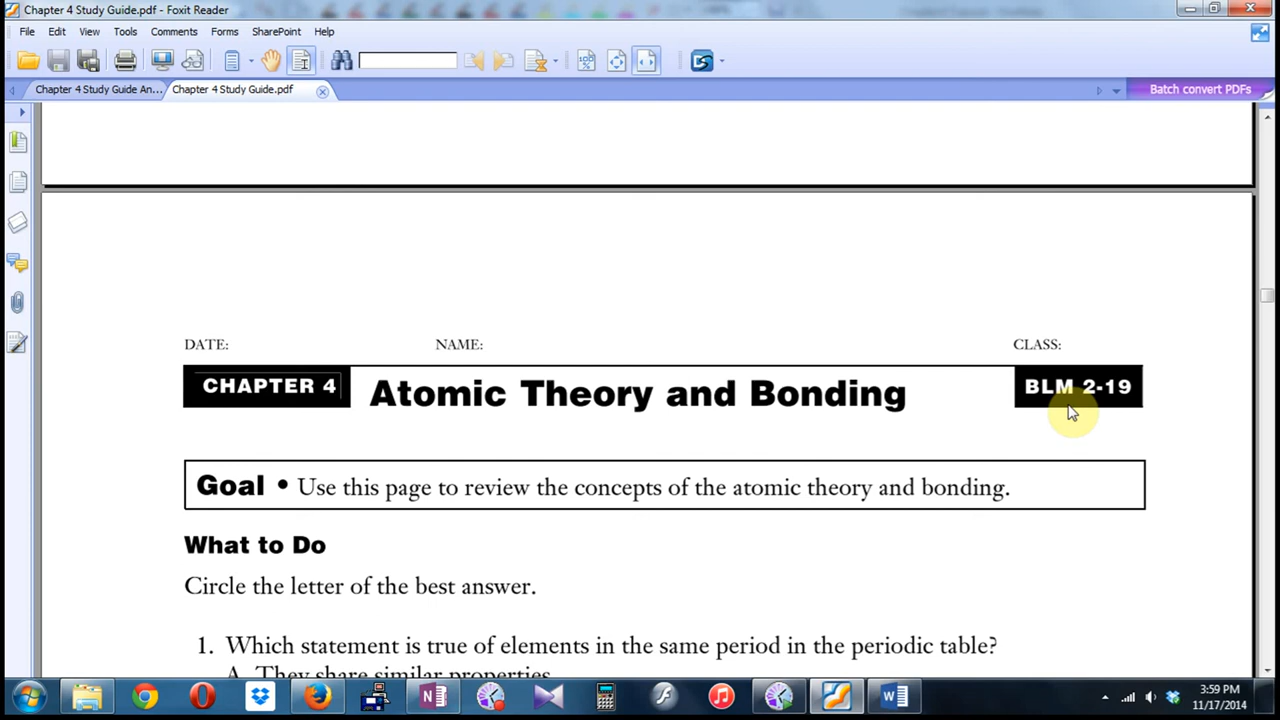 Chapter 4 Study Guide.pdf - Foxit Reader
File Edit View Tools Comments Forms SharePoint Help
Chapter 4 Study Guide An... Chapter 4 Study Guide.pdf Batch convert PDFs
DATE: NAME: CLASS:
CHAPTER 4 Atomic Theory and Bonding BLM 2-19
Goal • Use this page to review the concepts of the atomic theory and bonding.
What to Do
Circle the letter of the best answer.
1. Which statement is true of elements in the same period in the periodic table?
A. They share similar properties
3:59 PM
11/17/2014